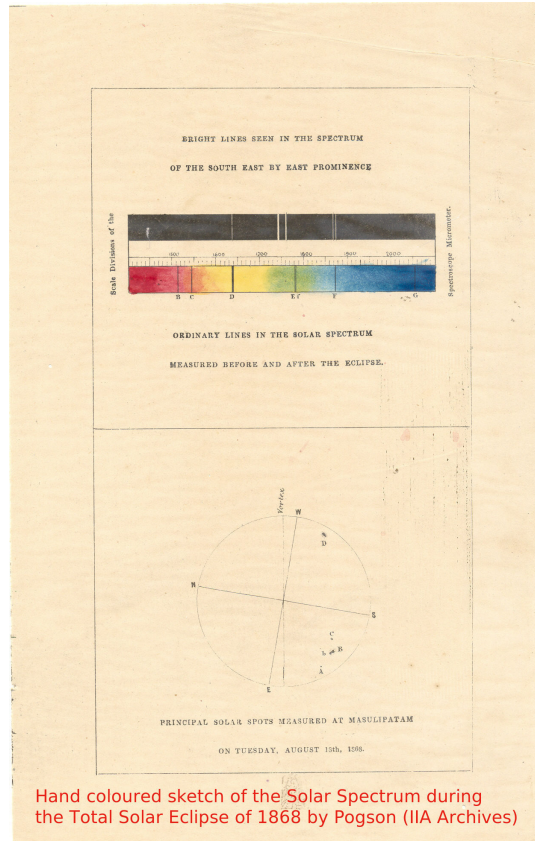 BRIGHT LINES SEEN IN THE SPECTRUM
OF THE SOUTH EAST BY EAST PROMINENCE
Scale Divisions of the
Spectroscope Micrometer.
B C D E F G
ORDINARY LINES IN THE SOLAR SPECTRUM
MEASURED BEFORE AND AFTER THE ECLIPSE.
Vertex
W
D
N
S
C
B
A
E
PRINCIPAL SOLAR SPOTS MEASURED AT MASULIPATAM
ON TUESDAY, AUGUST 18th, 1868.
Hand coloured sketch of the Solar Spectrum during
the Total Solar Eclipse of 1868 by Pogson (IIA Archives)